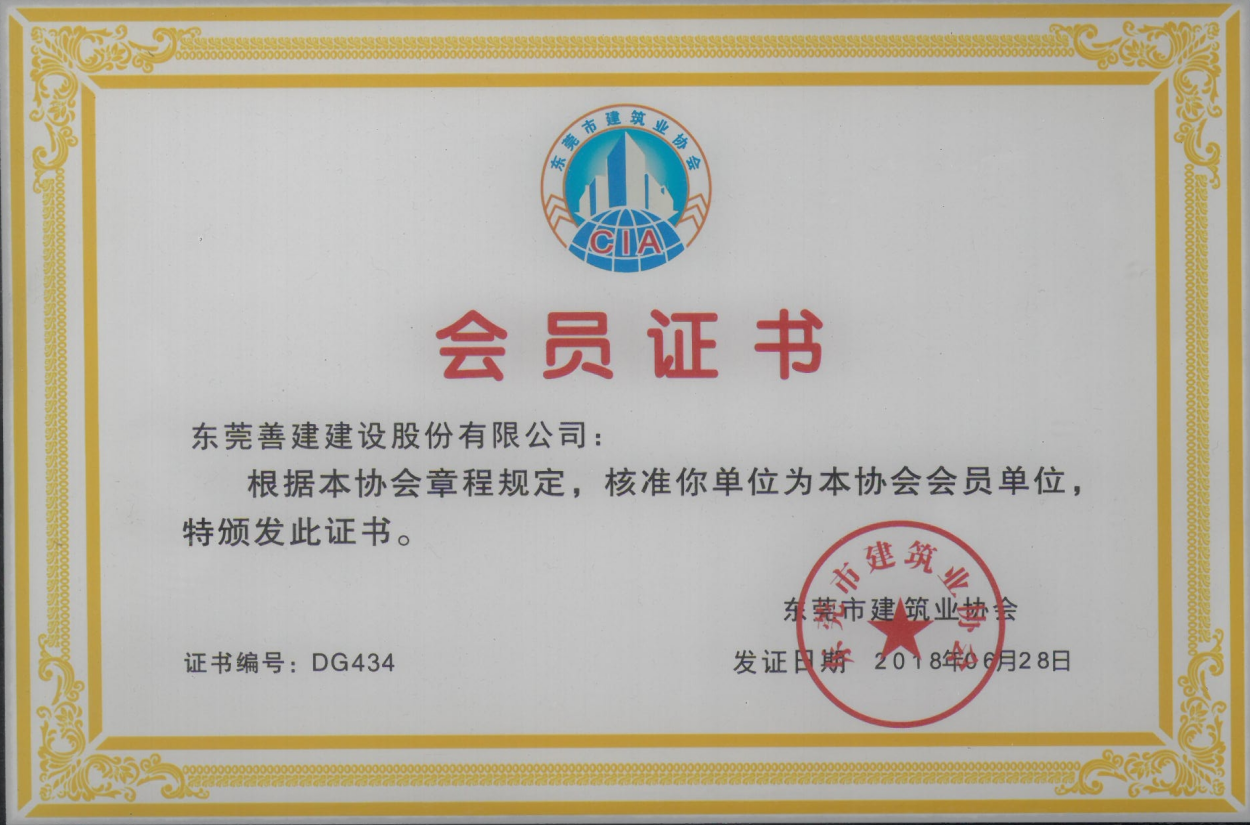 东莞市建筑业协会
CIA
会员证书
东莞善建建设股份有限公司：
根据本协会章程规定，核准你单位为本协会会员单位，
特颁发此证书。
东莞市建筑业协会
东莞市建筑业协会
证书编号：DG434
发证日期 2018年06月28日